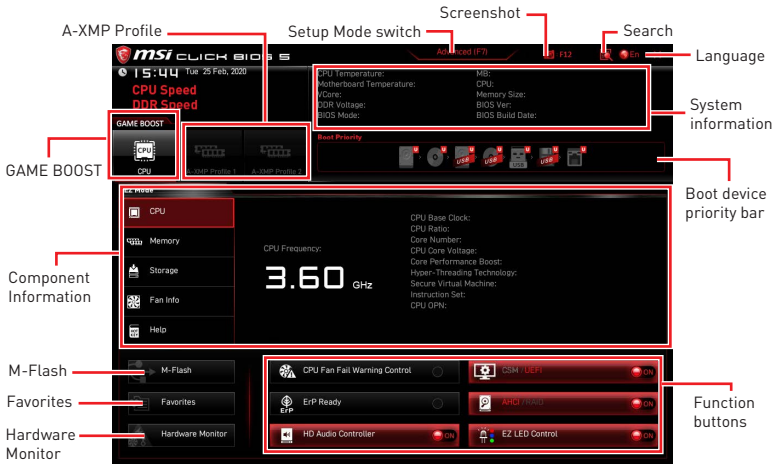 Screenshot
A-XMP Profile
Setup Mode switch
Search
msi CLICK BIOS 5
Advanced (F7)
F12
En
Language
15:44 Tue 25 Feb, 2020
CPU Speed
DDR Speed
CPU Temperature:
Motherboard Temperature:
VCore:
DDR Voltage:
BIOS Mode:
MB:
CPU:
Memory Size:
BIOS Ver:
BIOS Build Date:
System
information
GAME BOOST
CPU
A-XMP Profile 1
A-XMP Profile 2
GAME BOOST
Boot Priority
U
U
USB U
USB U
USB U
USB U
U
Boot device
priority bar
EZ Mode
CPU
Memory
Storage
Fan Info
Help
CPU Frequency:
3.60 GHz
CPU Base Clock:
CPU Ratio:
Core Number:
CPU Core Voltage:
Core Performance Boost:
Hyper-Threading Technology:
Secure Virtual Machine:
Instruction Set:
CPU OPN:
Component
Information
M-Flash
M-Flash
Favorites
Favorites
Hardware
Monitor
Hardware Monitor
CPU Fan Fail Warning Control
CSM /UEFI
ON
ErP
ErP Ready
AHCI /RAID
ON
HD Audio Controller
ON
EZ LED Control
ON
Function
buttons